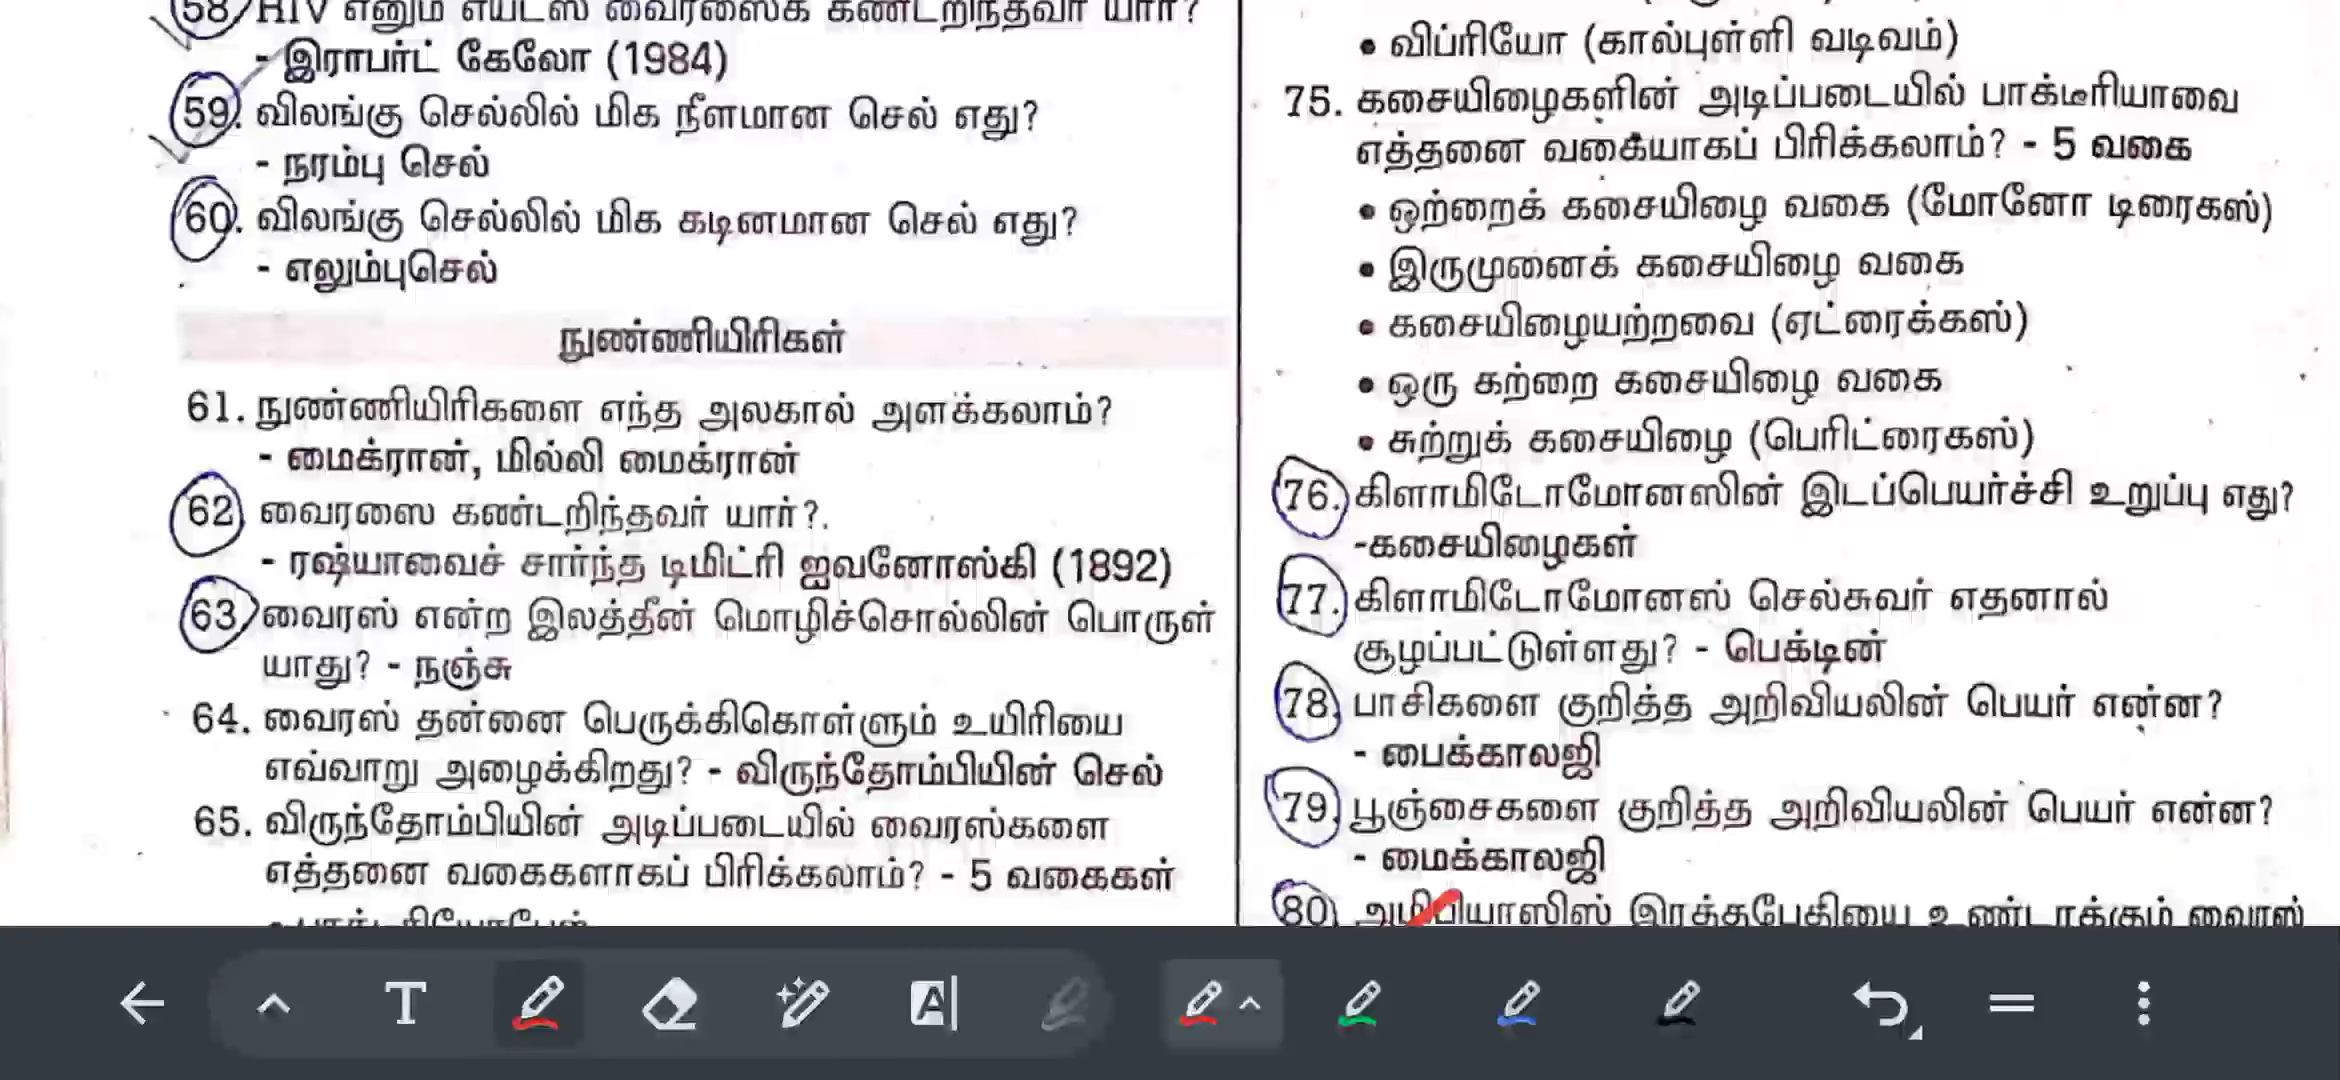 58. HIV எனும் எய்ட்ஸ் வைரஸைக் கண்டறிந்தவர் யார்?
- இராபர்ட் கேலோ (1984)
59. விலங்கு செல்லில் மிக நீளமான செல் எது?
- நரம்பு செல்
60. விலங்கு செல்லில் மிக கடினமான செல் எது?
- எலும்புசெல்
நுண்ணியிரிகள்
61. நுண்ணியிரிகளை எந்த அலகால் அளக்கலாம்?
- மைக்ரான், மில்லி மைக்ரான்
62. வைரஸை கண்டறிந்தவர் யார்?.
- ரஷ்யாவைச் சார்ந்த டிமிட்ரி ஐவனோஸ்கி (1892)
63. வைரஸ் என்ற இலத்தீன் மொழிச்சொல்லின் பொருள்
யாது? - நஞ்சு
64. வைரஸ் தன்னை பெருக்கிகொள்ளும் உயிரியை
எவ்வாறு அழைக்கிறது? - விருந்தோம்பியின் செல்
65. விருந்தோம்பியின் அடிப்படையில் வைரஸ்களை
எத்தனை வகைகளாகப் பிரிக்கலாம்? - 5 வகைகள்
• விப்ரியோ (கால்புள்ளி வடிவம்)
75. கசையிழைகளின் அடிப்படையில் பாக்டீரியாவை
எத்தனை வகையாகப் பிரிக்கலாம்? - 5 வகை
• ஒற்றைக் கசையிழை வகை (மோனோ டிரைகஸ்)
• இருமுனைக் கசையிழை வகை
• கசையிழையற்றவை (ஏட்ரைக்கஸ்)
• ஒரு கற்றை கசையிழை வகை
• சுற்றுக் கசையிழை (பெரிட்ரைகஸ்)
76. கிளாமிடோமோனஸின் இடப்பெயர்ச்சி உறுப்பு எது?
-கசையிழைகள்
77. கிளாமிடோமோனஸ் செல்சுவர் எதனால்
சூழப்பட்டுள்ளது? - பெக்டின்
78. பாசிகளை குறித்த அறிவியலின் பெயர் என்ன?
- பைக்காலஜி
79. பூஞ்சைகளை குறித்த அறிவியலின் பெயர் என்ன?
- மைக்காலஜி
80. அமிபியாஸிஸ் இரத்தபேதியை உண்டாக்கும் வைரஸ்
T
A